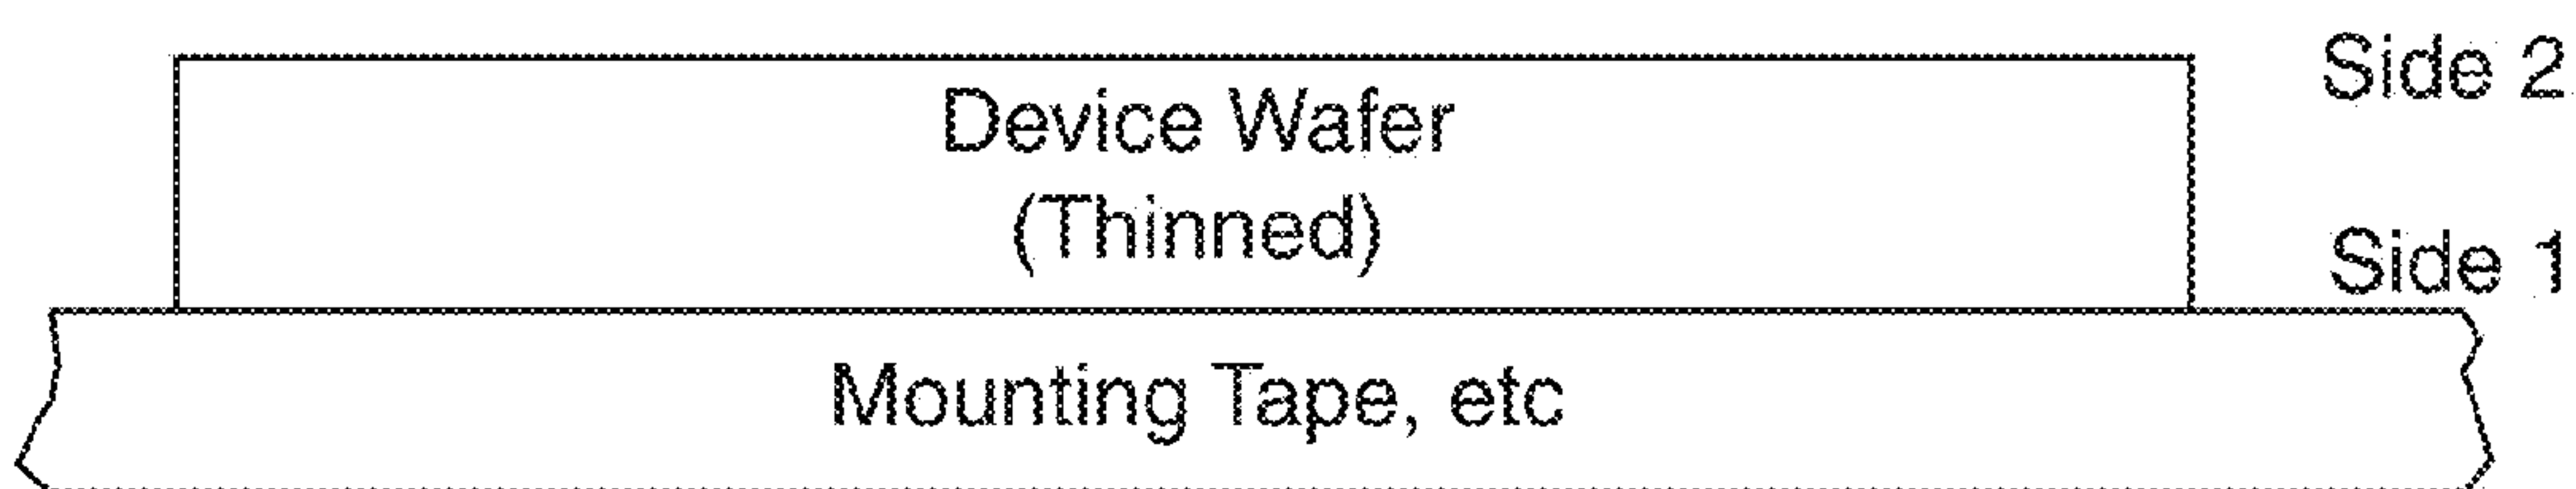 Side 2
Device Wafer
(Thinned)
Side 1
Mounting Tape, etc